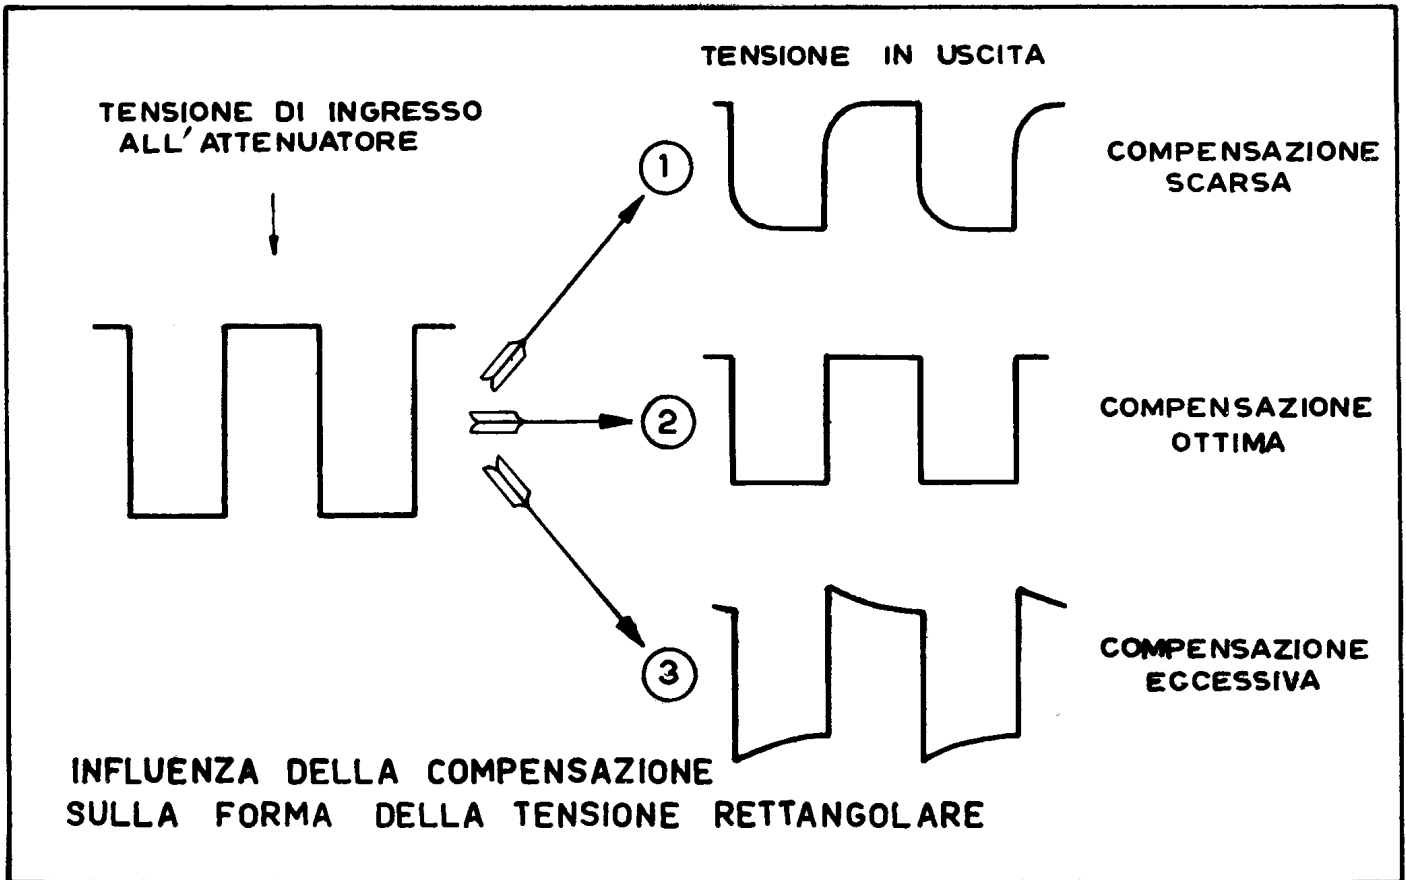 TENSIONE IN USCITA
TENSIONE DI INGRESSO
ALL'ATTENUATORE
1
COMPENSAZIONE
SCARSA
2
COMPENSAZIONE
OTTIMA
3
COMPENSAZIONE
ECCESSIVA
INFLUENZA DELLA COMPENSAZIONE
SULLA FORMA DELLA TENSIONE RETTANGOLARE